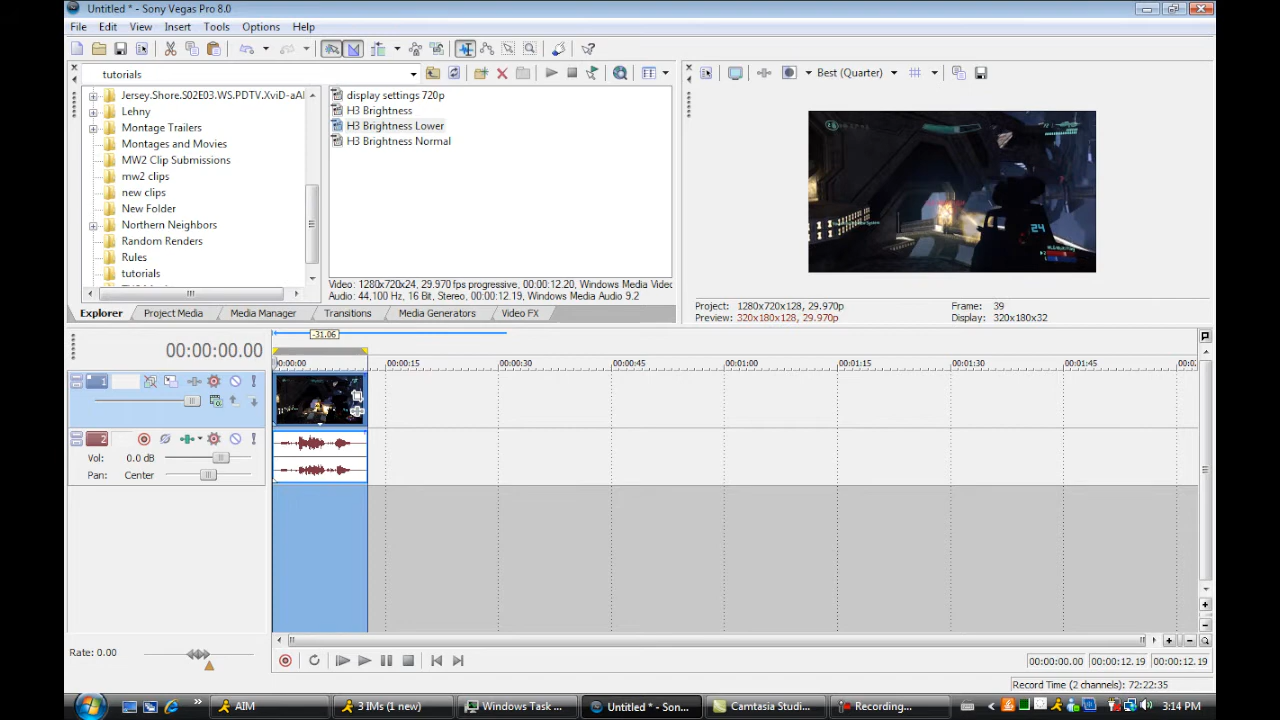 Untitled * - Sony Vegas Pro 8.0
File Edit View Insert Tools Options Help
tutorials
Best (Quarter)
Jersey.Shore.S02E03.WS.PDTV.XviD-aAI
Lehny
Montage Trailers
Montages and Movies
MW2 Clip Submissions
mw2 clips
new clips
New Folder
Northern Neighbors
Random Renders
Rules
tutorials
display settings 720p
H3 Brightness
H3 Brightness Lower
H3 Brightness Normal
24
Video: 1280x720x24, 29.970 fps progressive, 00:00:12.20, Windows Media Video
Audio: 44,100 Hz, 16 Bit, Stereo, 00:00:12.19, Windows Media Audio 9.2
Explorer Project Media Media Manager Transitions Media Generators Video FX
Project: 1280x720x128, 29.970p Frame: 39
Preview: 320x180x128, 29.970p Display: 320x180x32
-31.06
00:00:00.00
0:00:00 00:00:15 00:00:30 00:00:45 00:01:00 00:01:15 00:01:30 00:01:45 00:0
1
2
Vol: 0.0 dB
Pan: Center
Rate: 0.00
00:00:00.00 00:00:12.19 00:00:12.19
Record Time (2 channels): 72:22:35
AIM 3 IMs (1 new) Windows Task ... Untitled * - Son... Camtasia Studi... Recording... 3:14 PM